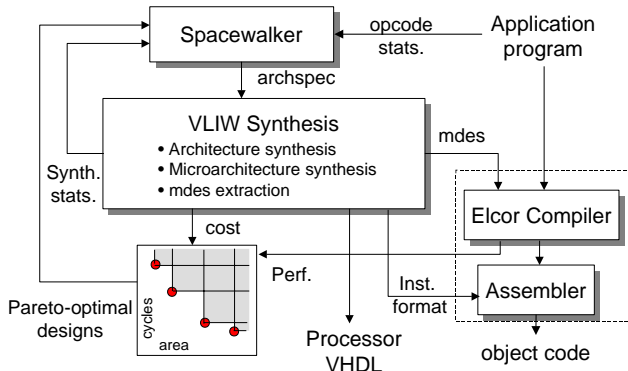 Spacewalker
opcode
stats.
Application
program
archspec
VLIW Synthesis
• Architecture synthesis
• Microarchitecture synthesis
• mdes extraction
mdes
Synth.
stats.
Elcor Compiler
cost
Perf.
Inst.
format
Assembler
Pareto-optimal
designs
cycles
area
Processor
VHDL
object code